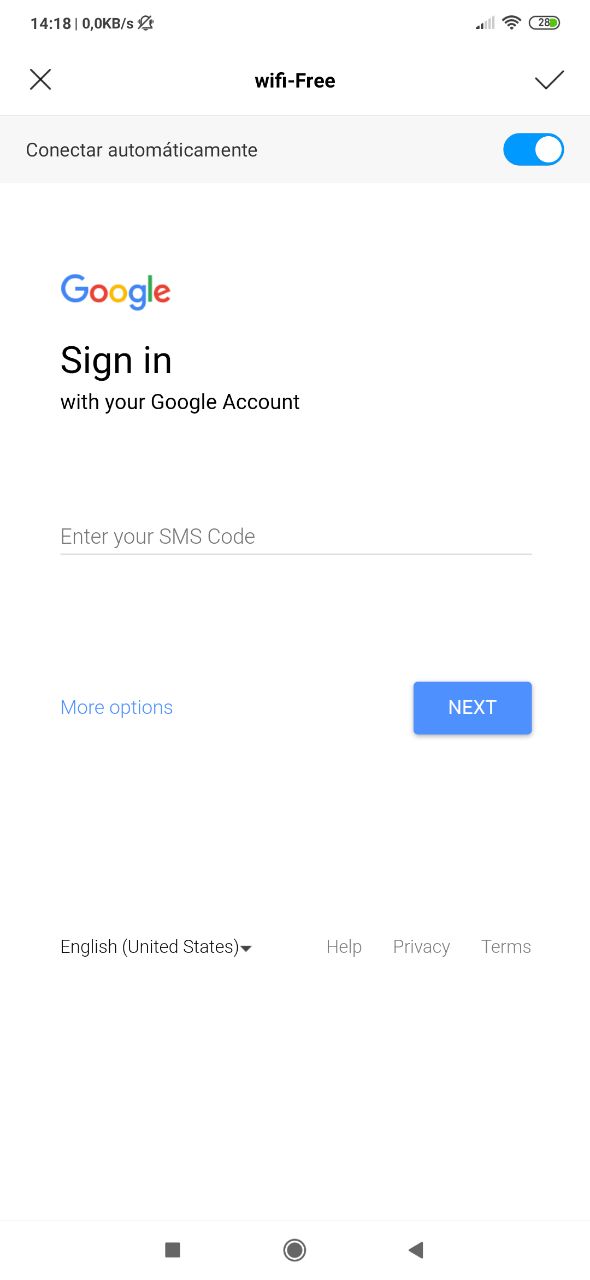 14:18 | 0,0KB/s
28
wifi-Free
Conectar automáticamente
Google
Sign in
with your Google Account
Enter your SMS Code
More options
NEXT
English (United States)
Help
Privacy
Terms